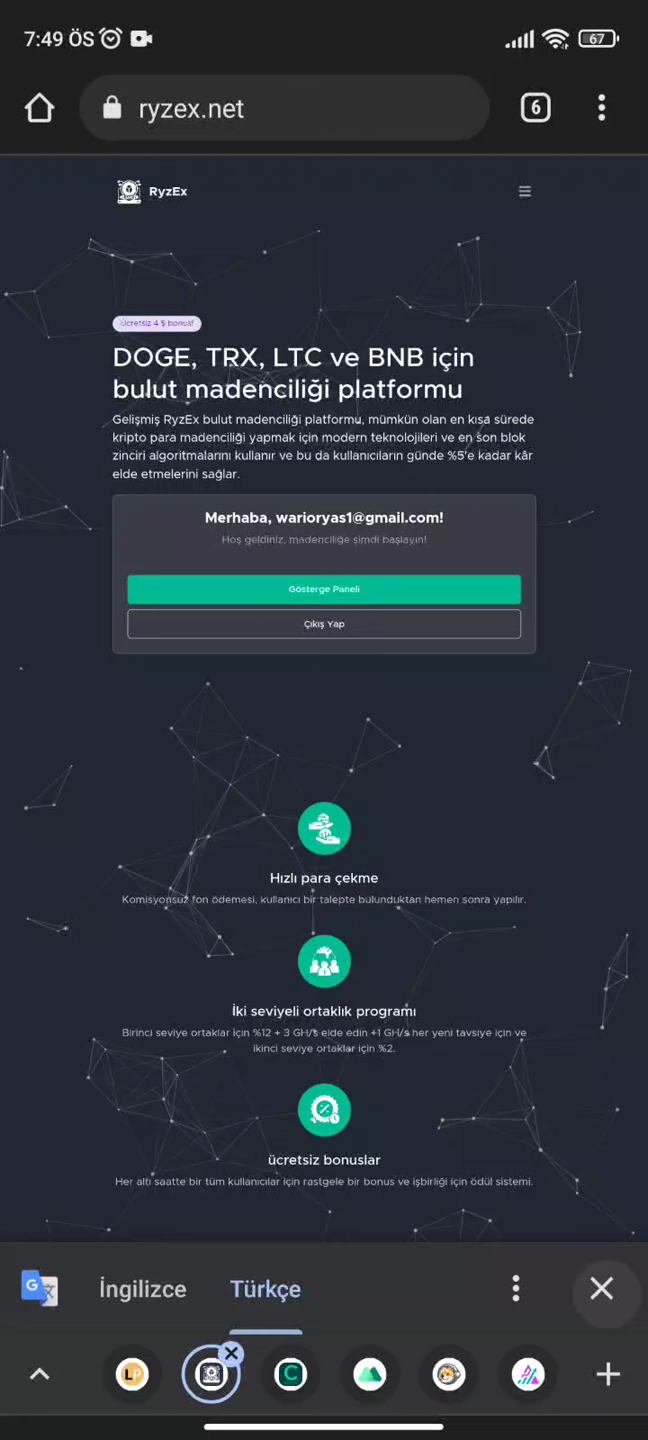 7:49 ÖS
67
ryzex.net
6
RyzEx
Ücretsiz 4 $ bonus!
DOGE, TRX, LTC ve BNB için
bulut madenciliği platformu
Gelişmiş RyzEx bulut madenciliği platformu, mümkün olan en kısa sürede
kripto para madenciliği yapmak için modern teknolojileri ve en son blok
zinciri algoritmalarını kullanır ve bu da kullanıcıların günde %5'e kadar kâr
elde etmelerini sağlar.
Merhaba, warioryas1@gmail.com!
Hoş geldiniz, madenciliğe şimdi başlayın!
Gösterge Paneli
Çıkış Yap
Hızlı para çekme
Komisyonsuz fon ödemesi, kullanıcı bir talepte bulunduktan hemen sonra yapılır.
İki seviyeli ortaklık programı
Birinci seviye ortaklar için %12 + 3 GH/s elde edin +1 GH/s her yeni tavsiye için ve
ikinci seviye ortaklar için %2.
ücretsiz bonuslar
Her altı saatte bir tüm kullanıcılar için rastgele bir bonus ve işbirliği için ödül sistemi.
G
İngilizce
Türkçe
LP
C